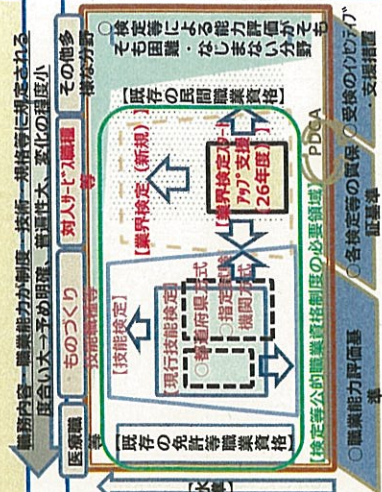 職務内容・職業能力が制度・技術・規格等に規定される
度合い大→予め明確、普遍性大、変化の程度小
医療職
等
ものづくり
技能職種等
対人サービス職種
等
その他多
様な分野
【既存の免許等職業資格】
【技能検定】
【現行技能検定】
○都道府県方式
○指定試験
機関方式
【業界検定(新規)】
【業界検定スタート
アップ支援】
(26年度)
【既存の民間職業資格】
○検定等による能力評価がそも
そも困難・なじまない分野
【検定等公的職業資格制度の必要領域】
PDCA
○職業能力評価基
準
○各検定等の質保
証基準
○受検のインセンティブ
・支援措置